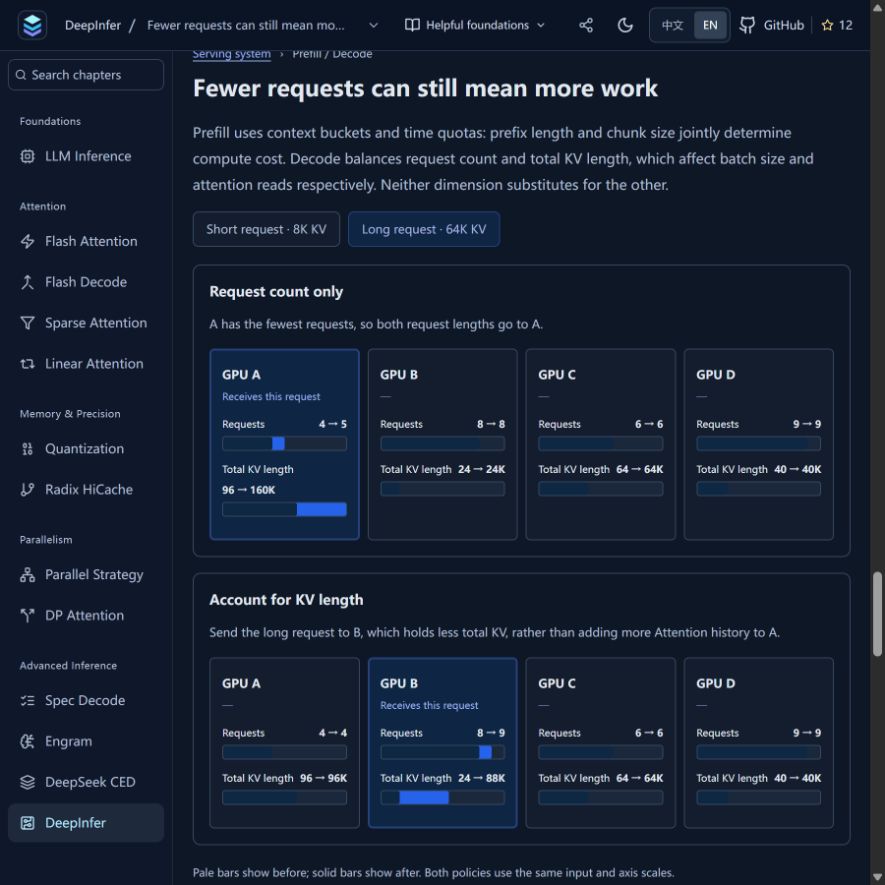 DeepInfer / Fewer requests can still mean mo... Helpful foundations 中文 EN GitHub 12
Search chapters
Foundations
LLM Inference
Attention
Flash Attention
Flash Decode
Sparse Attention
Linear Attention
Memory & Precision
Quantization
Radix HiCache
Parallelism
Parallel Strategy
DP Attention
Advanced Inference
Spec Decode
Engram
DeepSeek CED
DeepInfer
Serving system › Prefill / Decode
Fewer requests can still mean more work
Prefill uses context buckets and time quotas: prefix length and chunk size jointly determine
compute cost. Decode balances request count and total KV length, which affect batch size and
attention reads respectively. Neither dimension substitutes for the other.
Short request · 8K KV Long request · 64K KV
Request count only
A has the fewest requests, so both request lengths go to A.
GPU A
Receives this request
Requests 4 → 5
Total KV length
96 → 160K
GPU B
—
Requests 8 → 8
Total KV length 24 → 24K
GPU C
—
Requests 6 → 6
Total KV length 64 → 64K
GPU D
—
Requests 9 → 9
Total KV length 40 → 40K
Account for KV length
Send the long request to B, which holds less total KV, rather than adding more Attention history to A.
GPU A
—
Requests 4 → 4
Total KV length 96 → 96K
GPU B
Receives this request
Requests 8 → 9
Total KV length 24 → 88K
GPU C
—
Requests 6 → 6
Total KV length 64 → 64K
GPU D
—
Requests 9 → 9
Total KV length 40 → 40K
Pale bars show before; solid bars show after. Both policies use the same input and axis scales.